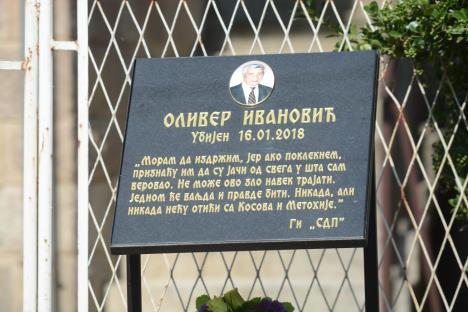 ОЛИВЕР ИВАНОВИЋ
Убијен 16.01.2018
„Морам да издржим, јер ако поклекнем,
признаћу им да су јачи од свега у шта сам
веровао. Не може ово зло навек трајати.
Једном ће ваљда и правде бити. Никада, али
никада нећу отићи са Косова и Метохије.”
Ги „СДП”